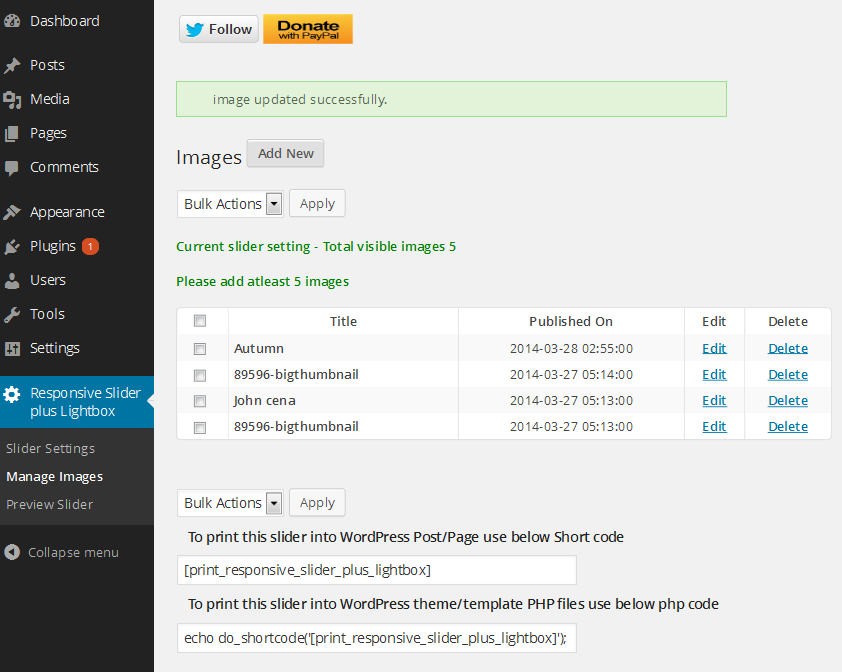 Dashboard
Posts
Media
Pages
Comments
Appearance
Plugins 1
Users
Tools
Settings
Responsive Slider
plus Lightbox
Slider Settings
Manage Images
Preview Slider
Collapse menu
Follow
Donate
with PayPal
image updated successfully.
Images Add New
Bulk Actions Apply
Current slider setting - Total visible images 5
Please add atleast 5 images
Title Published On Edit Delete
Autumn 2014-03-28 02:55:00 Edit Delete
89596-bigthumbnail 2014-03-27 05:14:00 Edit Delete
John cena 2014-03-27 05:13:00 Edit Delete
89596-bigthumbnail 2014-03-27 05:13:00 Edit Delete
Bulk Actions Apply
To print this slider into WordPress Post/Page use below Short code
[print_responsive_slider_plus_lightbox]
To print this slider into WordPress theme/template PHP files use below php code
echo do_shortcode('[print_responsive_slider_plus_lightbox]');